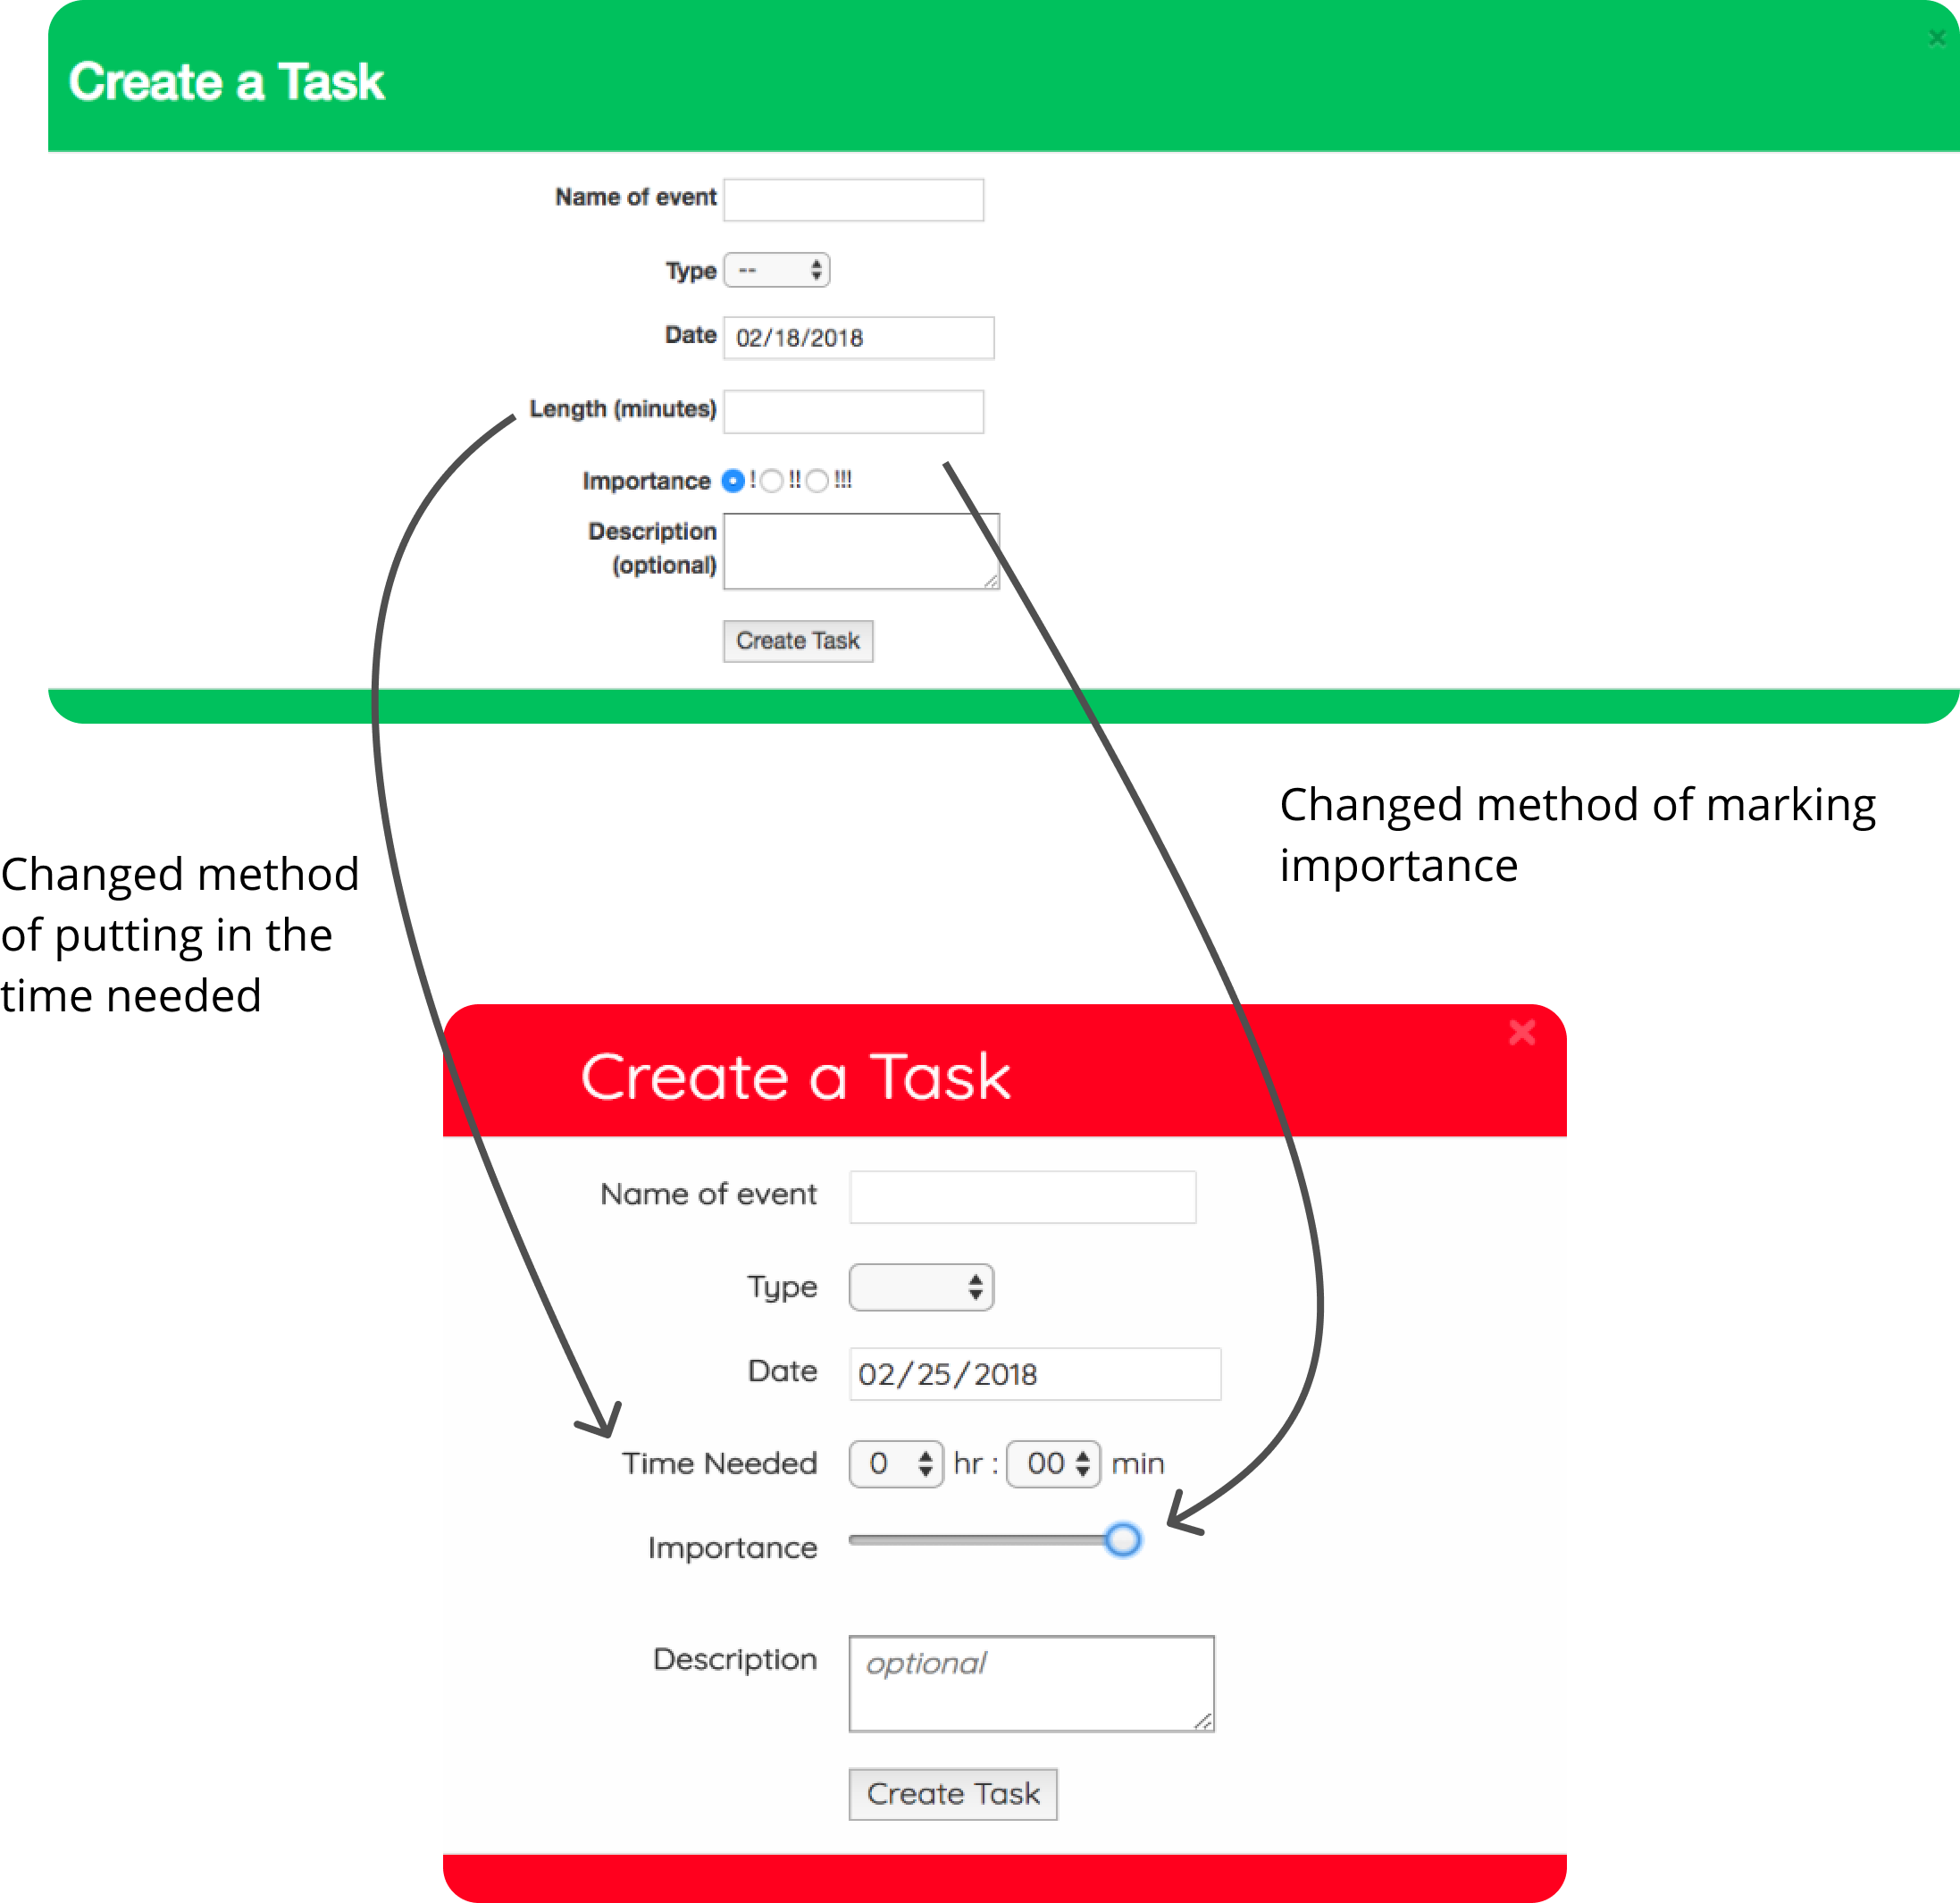 Create a Task
×
Name of event
Type --
Date 02/18/2018
Length (minutes)
Importance ! !! !!!
Description
(optional)
Create Task
Changed method of marking
importance
Changed method
of putting in the
time needed
Create a Task
×
Name of event
Type
Date 02/25/2018
Time Needed 0 hr : 00 min
Importance
Description optional
Create Task